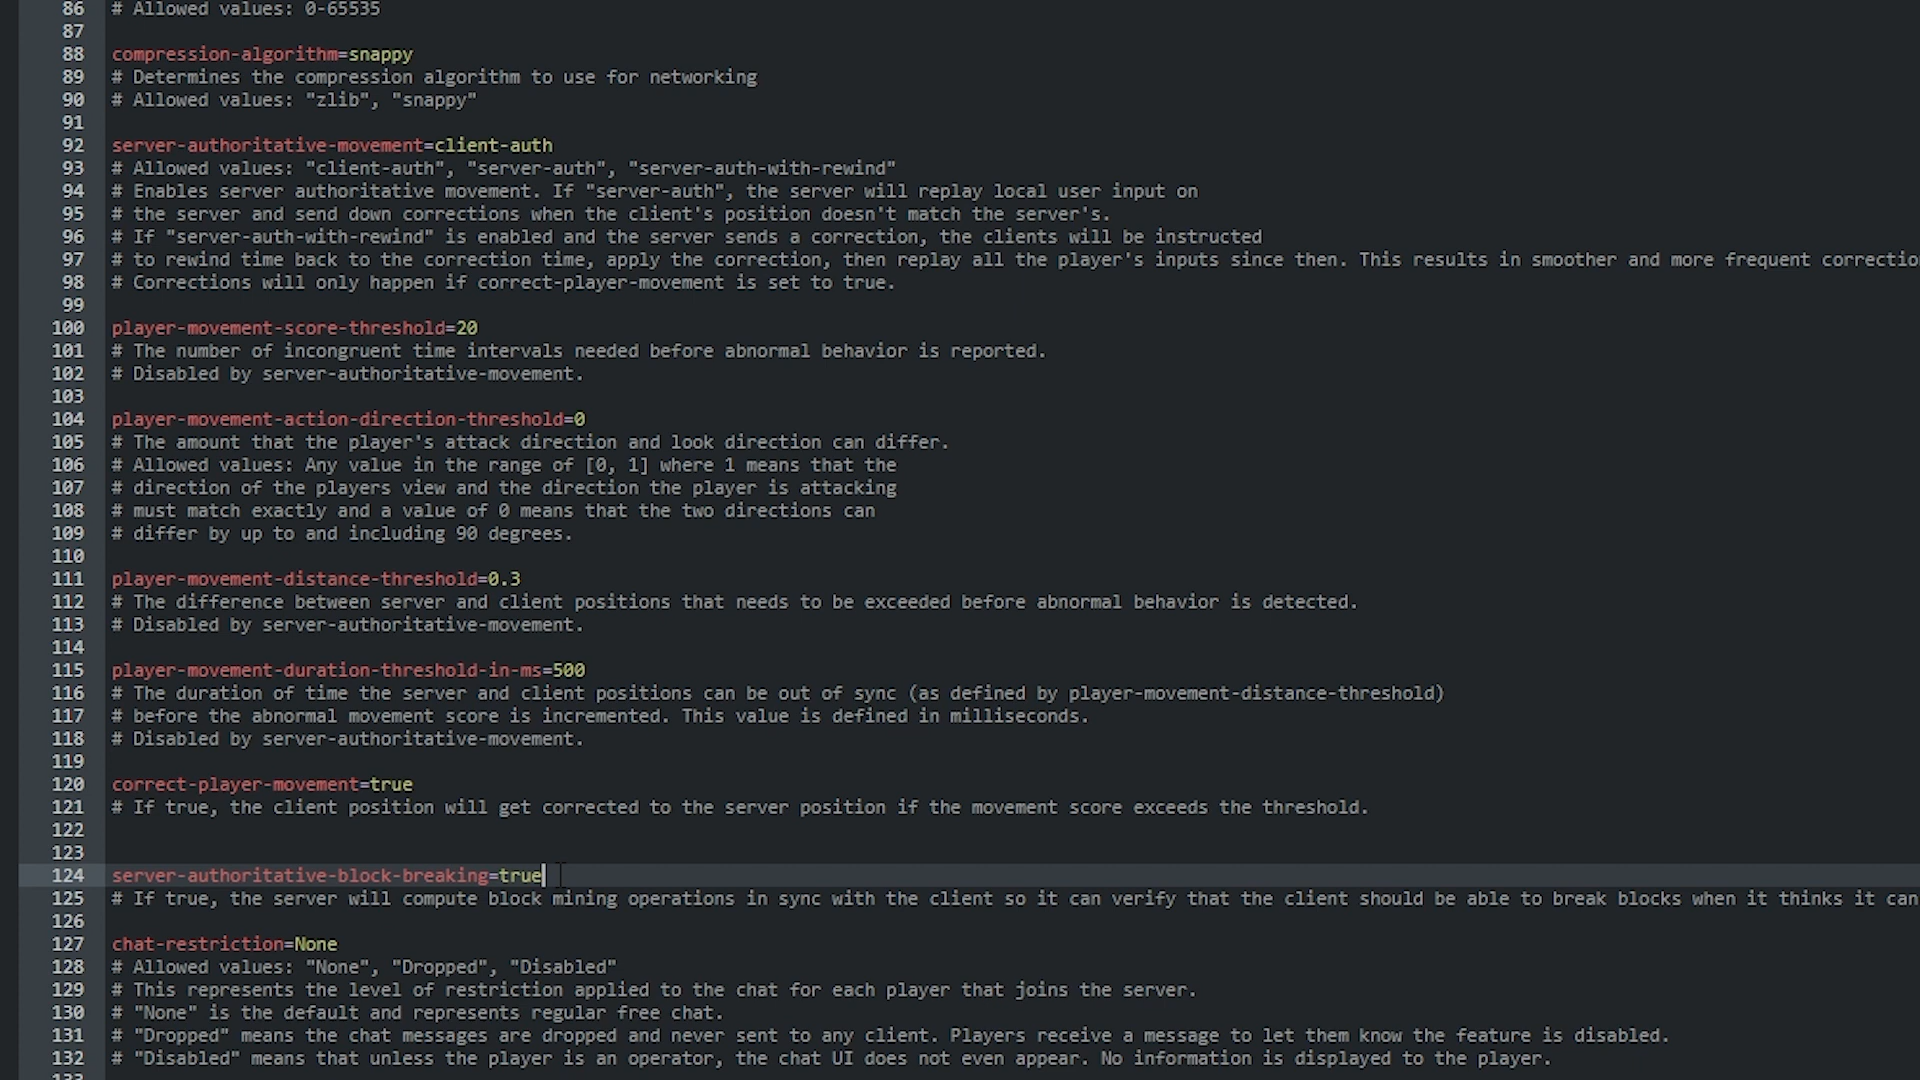 86 # Allowed values: 0-65535
87
88 compression-algorithm=snappy
89 # Determines the compression algorithm to use for networking
90 # Allowed values: "zlib", "snappy"
91
92 server-authoritative-movement=client-auth
93 # Allowed values: "client-auth", "server-auth", "server-auth-with-rewind"
94 # Enables server authoritative movement. If "server-auth", the server will replay local user input on
95 # the server and send down corrections when the client's position doesn't match the server's.
96 # If "server-auth-with-rewind" is enabled and the server sends a correction, the clients will be instructed
97 # to rewind time back to the correction time, apply the correction, then replay all the player's inputs since then. This results in smoother and more frequent correctio
98 # Corrections will only happen if correct-player-movement is set to true.
99
100 player-movement-score-threshold=20
101 # The number of incongruent time intervals needed before abnormal behavior is reported.
102 # Disabled by server-authoritative-movement.
103
104 player-movement-action-direction-threshold=0
105 # The amount that the player's attack direction and look direction can differ.
106 # Allowed values: Any value in the range of [0, 1] where 1 means that the
107 # direction of the players view and the direction the player is attacking
108 # must match exactly and a value of 0 means that the two directions can
109 # differ by up to and including 90 degrees.
110
111 player-movement-distance-threshold=0.3
112 # The difference between server and client positions that needs to be exceeded before abnormal behavior is detected.
113 # Disabled by server-authoritative-movement.
114
115 player-movement-duration-threshold-in-ms=500
116 # The duration of time the server and client positions can be out of sync (as defined by player-movement-distance-threshold)
117 # before the abnormal movement score is incremented. This value is defined in milliseconds.
118 # Disabled by server-authoritative-movement.
119
120 correct-player-movement=true
121 # If true, the client position will get corrected to the server position if the movement score exceeds the threshold.
122
123
124 server-authoritative-block-breaking=true
125 # If true, the server will compute block mining operations in sync with the client so it can verify that the client should be able to break blocks when it thinks it can
126
127 chat-restriction=None
128 # Allowed values: "None", "Dropped", "Disabled"
129 # This represents the level of restriction applied to the chat for each player that joins the server.
130 # "None" is the default and represents regular free chat.
131 # "Dropped" means the chat messages are dropped and never sent to any client. Players receive a message to let them know the feature is disabled.
132 # "Disabled" means that unless the player is an operator, the chat UI does not even appear. No information is displayed to the player.
133